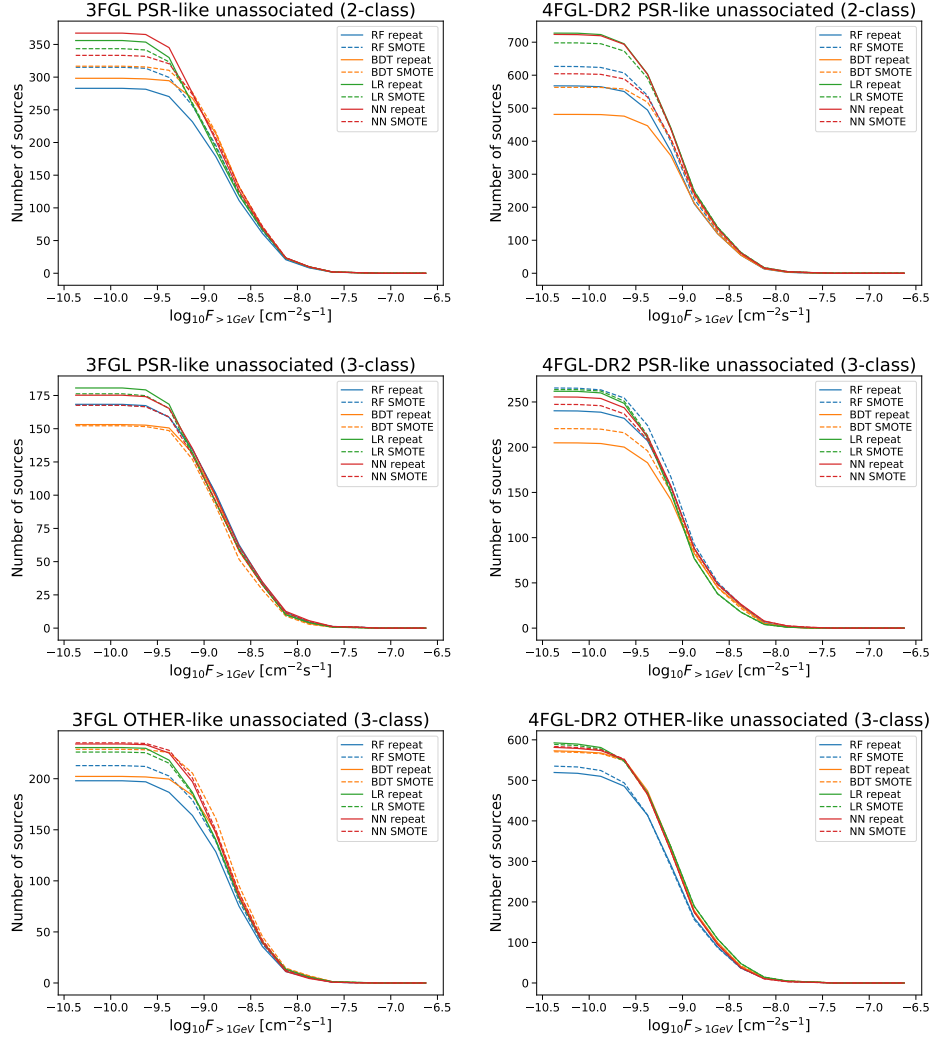 3FGL PSR-like unassociated (2-class)
Number of sources
350
300
250
200
150
100
50
0
−10.5 −10.0 −9.5 −9.0 −8.5 −8.0 −7.5 −7.0 −6.5
log10F>1GeV [cm−2s−1]
RF repeat
RF SMOTE
BDT repeat
BDT SMOTE
LR repeat
LR SMOTE
NN repeat
NN SMOTE
4FGL-DR2 PSR-like unassociated (2-class)
Number of sources
700
600
500
400
300
200
100
0
−10.5 −10.0 −9.5 −9.0 −8.5 −8.0 −7.5 −7.0 −6.5
log10F>1GeV [cm−2s−1]
RF repeat
RF SMOTE
BDT repeat
BDT SMOTE
LR repeat
LR SMOTE
NN repeat
NN SMOTE
3FGL PSR-like unassociated (3-class)
Number of sources
175
150
125
100
75
50
25
0
−10.5 −10.0 −9.5 −9.0 −8.5 −8.0 −7.5 −7.0 −6.5
log10F>1GeV [cm−2s−1]
RF repeat
RF SMOTE
BDT repeat
BDT SMOTE
LR repeat
LR SMOTE
NN repeat
NN SMOTE
4FGL-DR2 PSR-like unassociated (3-class)
Number of sources
250
200
150
100
50
0
−10.5 −10.0 −9.5 −9.0 −8.5 −8.0 −7.5 −7.0 −6.5
log10F>1GeV [cm−2s−1]
RF repeat
RF SMOTE
BDT repeat
BDT SMOTE
LR repeat
LR SMOTE
NN repeat
NN SMOTE
3FGL OTHER-like unassociated (3-class)
Number of sources
200
150
100
50
0
−10.5 −10.0 −9.5 −9.0 −8.5 −8.0 −7.5 −7.0 −6.5
log10F>1GeV [cm−2s−1]
RF repeat
RF SMOTE
BDT repeat
BDT SMOTE
LR repeat
LR SMOTE
NN repeat
NN SMOTE
4FGL-DR2 OTHER-like unassociated (3-class)
Number of sources
600
500
400
300
200
100
0
−10.5 −10.0 −9.5 −9.0 −8.5 −8.0 −7.5 −7.0 −6.5
log10F>1GeV [cm−2s−1]
RF repeat
RF SMOTE
BDT repeat
BDT SMOTE
LR repeat
LR SMOTE
NN repeat
NN SMOTE